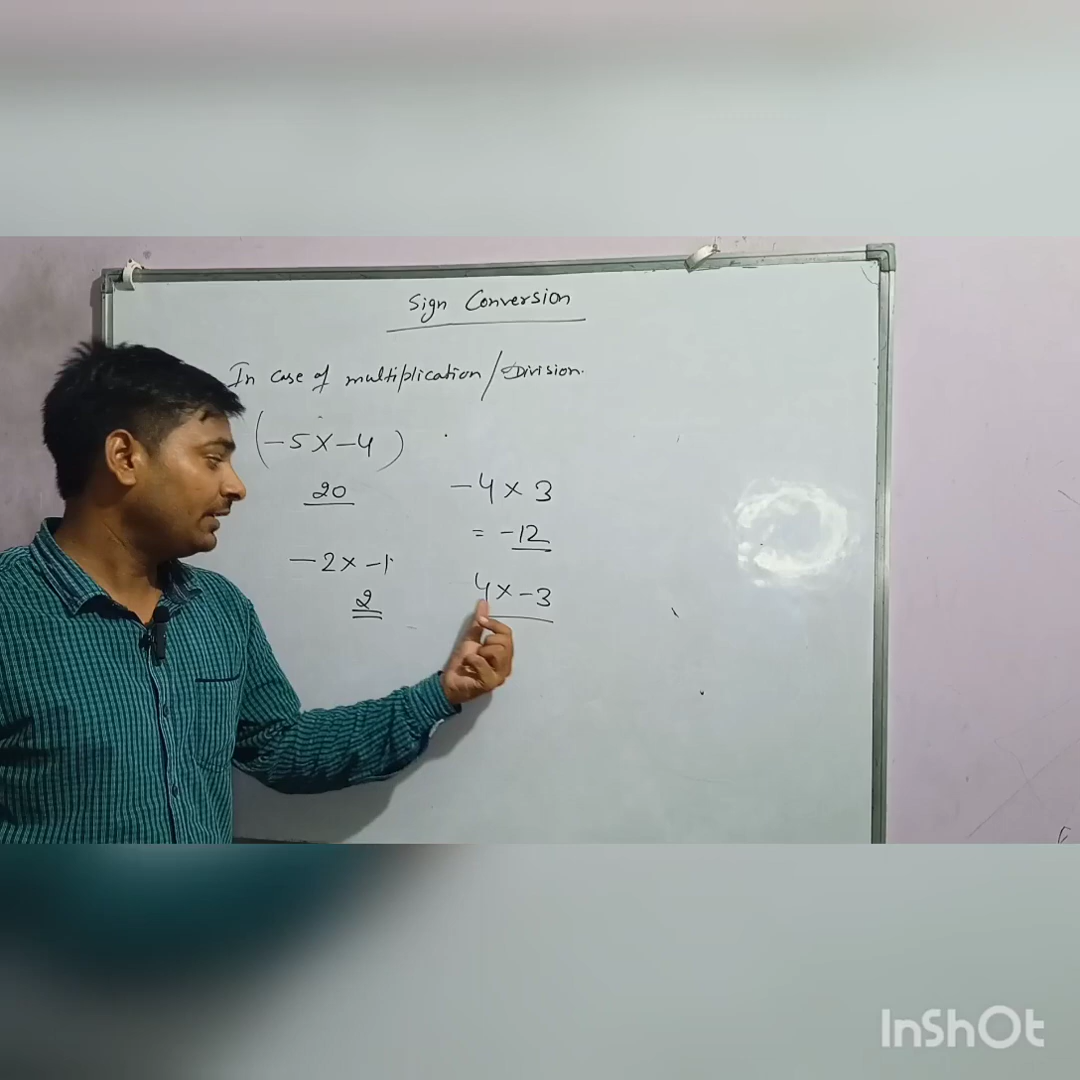 Sign Conversion
In case of multiplication/Division.
(-5×-4)
20
-2×-1
2
-4×3
= -12
4×-3
InShOt